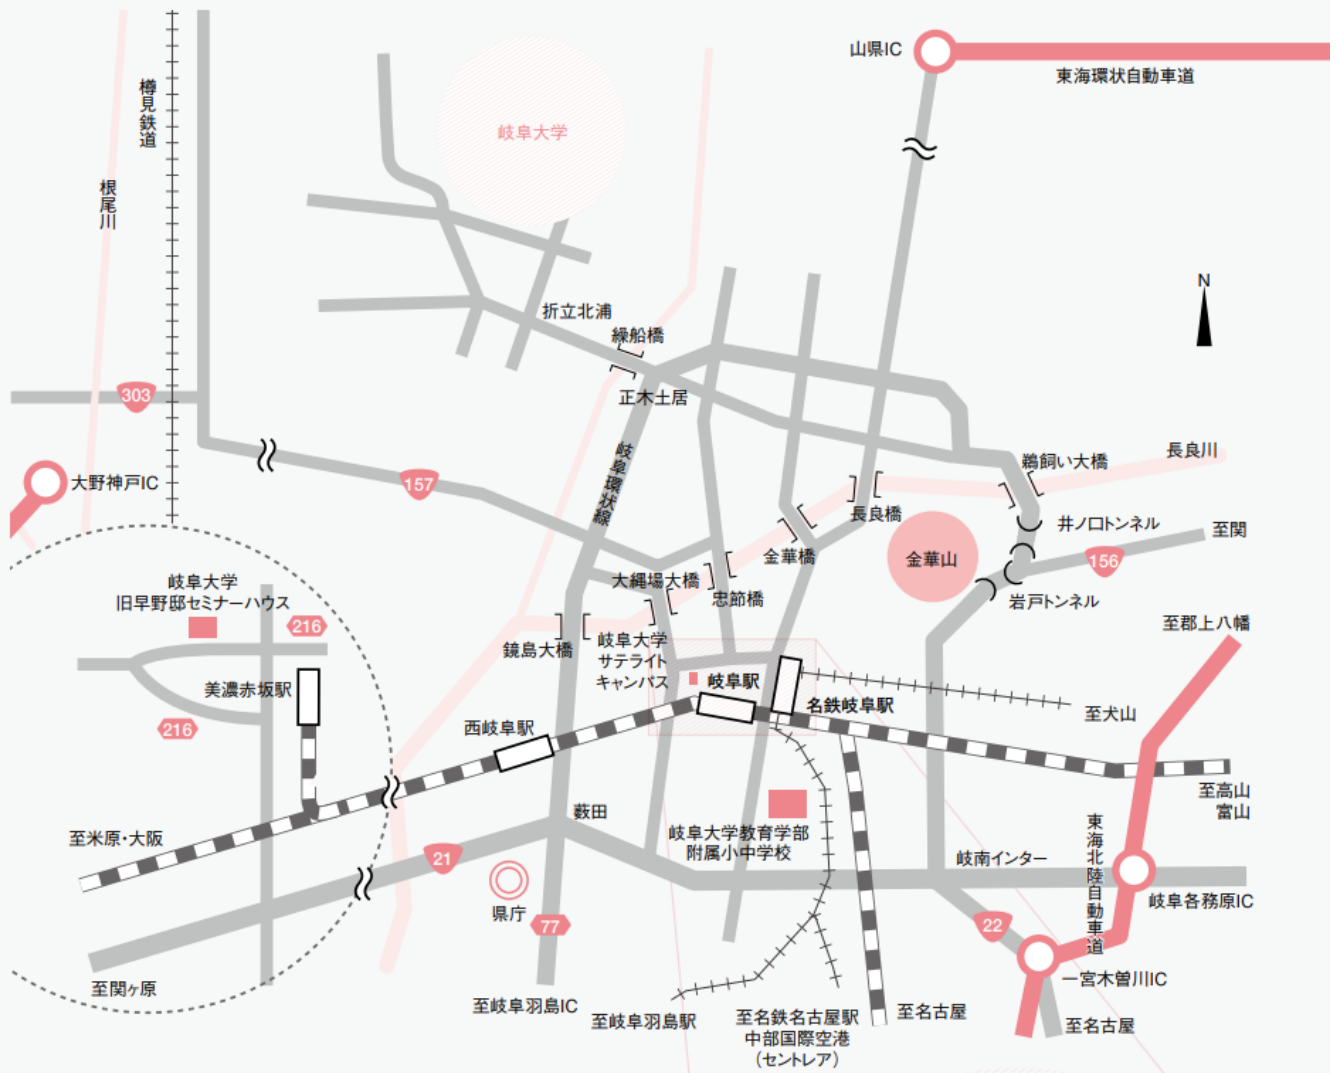 山県IC
東海環状自動車道
樽見鉄道
根尾川
岐阜大学
N
折立北浦
繰船橋
正木土居
303
大野神戸IC
157
岐阜環状線
長良川
鵜飼い大橋
長良橋
井ノ口トンネル
至関
156
金華橋
金華山
大縄場大橋
忠節橋
岩戸トンネル
岐阜大学
旧早野邸セミナーハウス
216
鏡島大橋
岐阜大学
サテライト
キャンパス
至郡上八幡
美濃赤坂駅
岐阜駅
名鉄岐阜駅
至犬山
216
西岐阜駅
至高山
富山
薮田
岐阜大学教育学部
附属小中学校
東海北陸自動車道
至米原・大阪
21
岐南インター
県庁
77
22
岐阜各務原IC
一宮木曽川IC
至関ヶ原
至岐阜羽島IC
至岐阜羽島駅
至名鉄名古屋駅
中部国際空港
（セントレア）
至名古屋
至名古屋